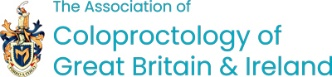 The Association of
Coloproctology of
Great Britain & Ireland